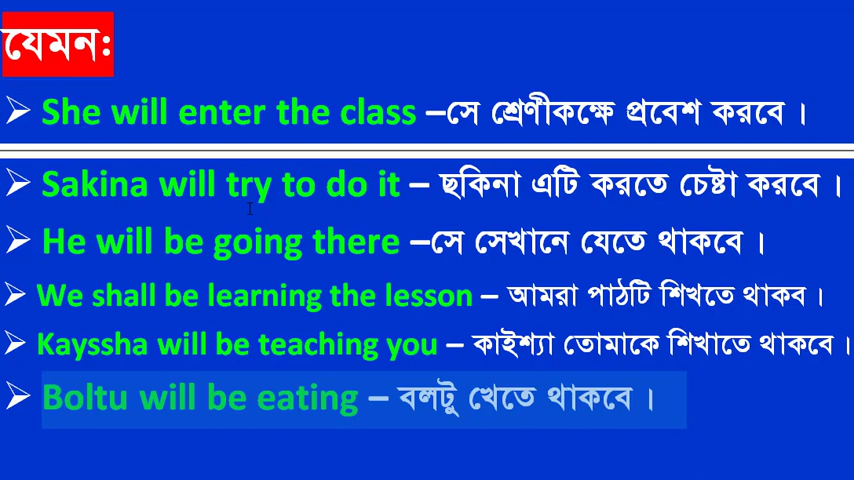 যেমন:
She will enter the class –সে শ্রেণীকক্ষে প্রবেশ করবে ।
Sakina will try to do it – ছকিনা এটি করতে চেষ্টা করবে ।
He will be going there –সে সেখানে যেতে থাকবে ।
We shall be learning the lesson – আমরা পাঠটি শিখতে থাকব ।
Kayssha will be teaching you – কাইশ্যা তোমাকে শিখাতে থাকবে ।
Boltu will be eating – বলটু খেতে থাকবে ।